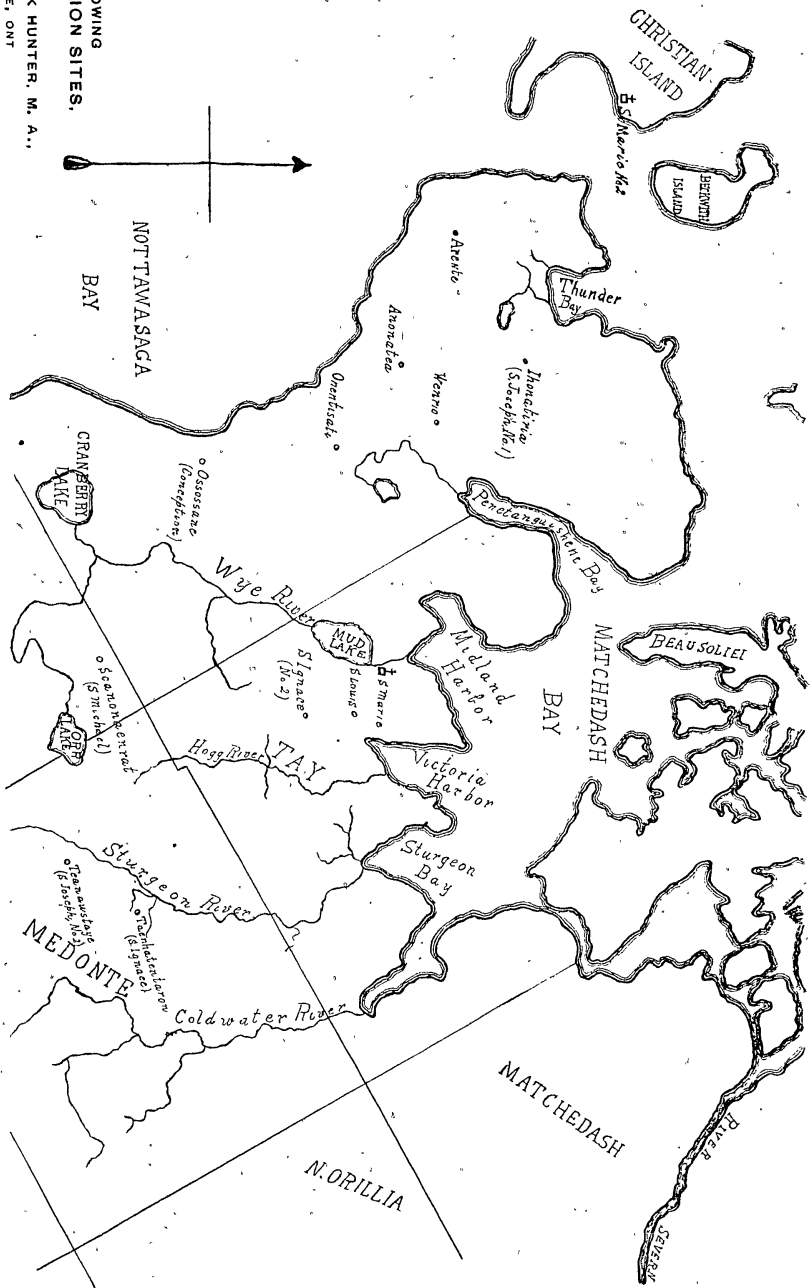 OWING
ION SITES,
K HUNTER, M. A.,
E, ONT
CHRISTIAN
ISLAND
S. Mario No. 2
BECKWITH
ISLAND
NOTTAWASAGA
BAY
Arente
Anonatea
Onentisati
Wenrio
Thunder
Bay
Ihonatiria
(S. Joseph, No. 1)
Penetanguishene Bay
CRANBERRY
LAKE
Ossossane
(Conception)
Wye River
MUD
LAKE
S. Mario
S. Louis
S. Ignace
(No. 2)
Midland
Harbor
MATCHEDASH
BAY
BEAUSOLIEI
Victoria
Harbor
TAY
Hogg River
Scanonaenrat
(S. Michael)
ORR
LAKE
Sturgeon
Bay
Sturgeon River
Teanaustaye
(S. Joseph, No. 2)
Taenhatentaron
(S. Ignace)
MEDONTE
Coldwater River
MATCHEDASH
N. ORILLIA
SEVERN
RIVER